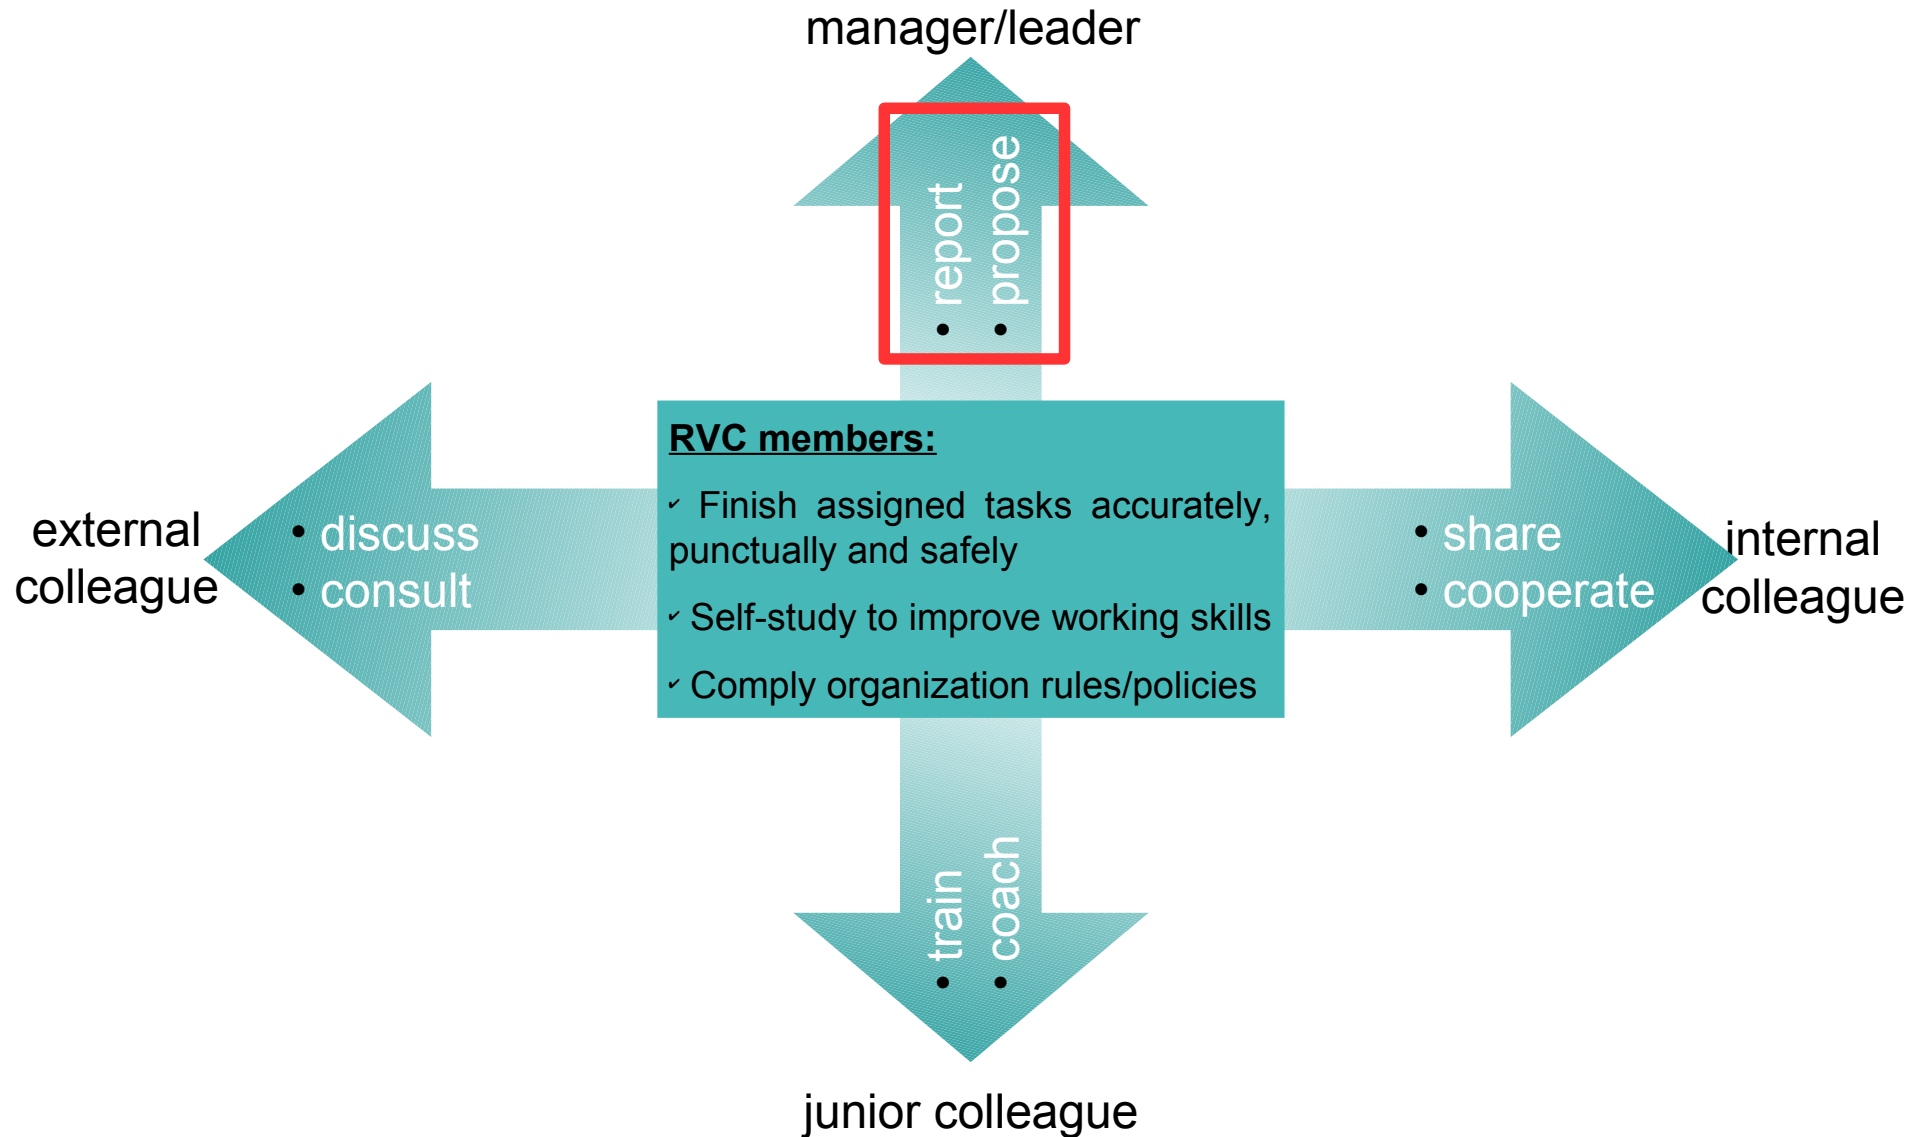 manager/leader
• report
• propose
RVC members:
✔ Finish assigned tasks accurately,
punctually and safely
✔ Self-study to improve working skills
✔ Comply organization rules/policies
external
colleague
• discuss
• consult
• share
• cooperate
internal
colleague
• train
• coach
junior colleague